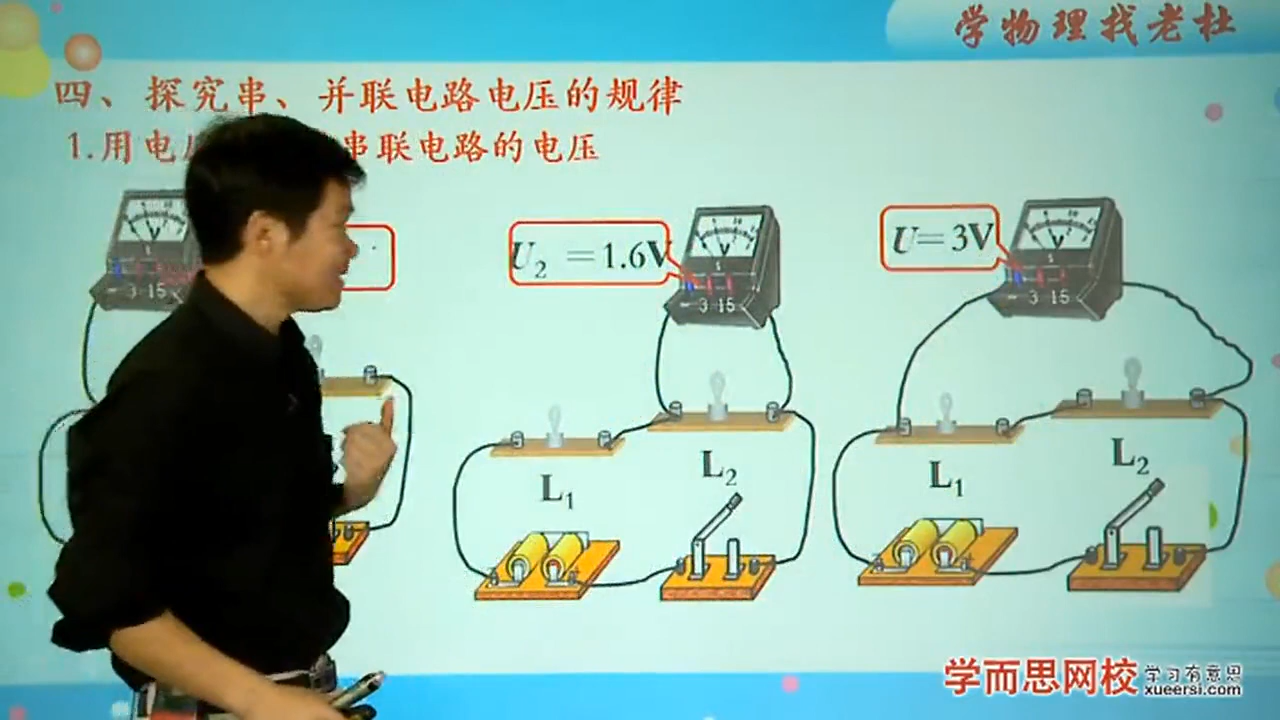 学物理找老杜
四、探究串、并联电路电压的规律
1.用电 串联电路的电压
U₂ =1.6V
U=3V
3 15
3 15
3 15
L₁
L₂
L₁
L₂
学而思网校 学习有意思
xueersi.com